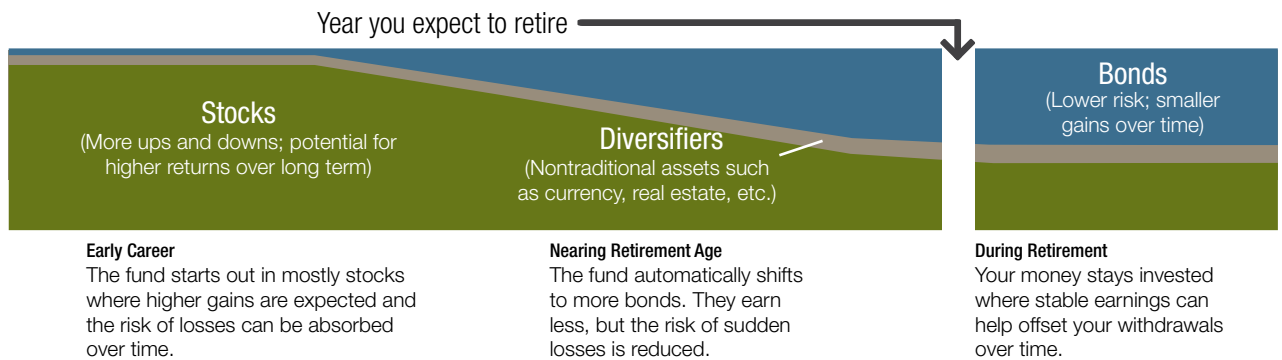 Year you expect to retire
Stocks
(More ups and downs; potential for
higher returns over long term)
Diversifiers
(Nontraditional assets such
as currency, real estate, etc.)
Bonds
(Lower risk; smaller
gains over time)
Early Career
The fund starts out in mostly stocks
where higher gains are expected and
the risk of losses can be absorbed
over time.
Nearing Retirement Age
The fund automatically shifts
to more bonds. They earn
less, but the risk of sudden
losses is reduced.
During Retirement
Your money stays invested
where stable earnings can
help offset your withdrawals
over time.